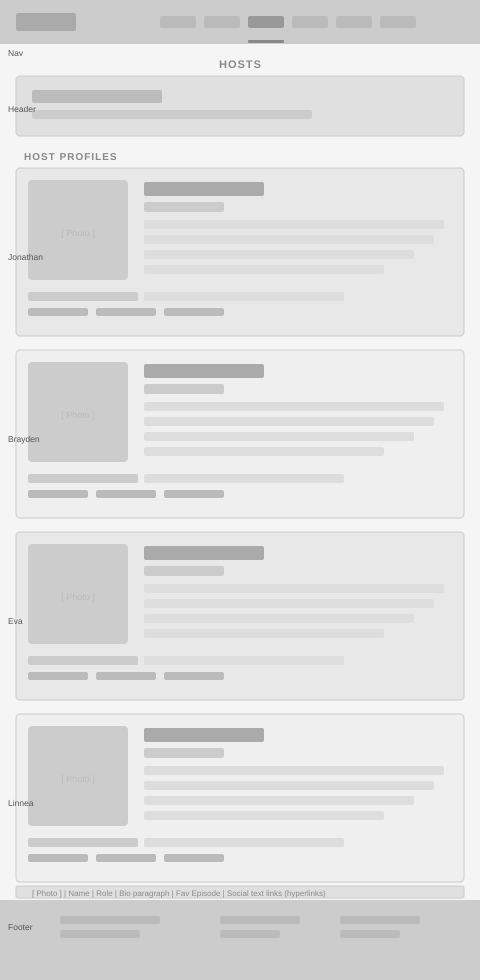 Nav
HOSTS
Header
HOST PROFILES
[ Photo ]
Jonathan
[ Photo ]
Brayden
[ Photo ]
Eva
[ Photo ]
Linnea
[ Photo ] | Name | Role | Bio paragraph | Fav Episode | Social text links (hyperlinks)
Footer